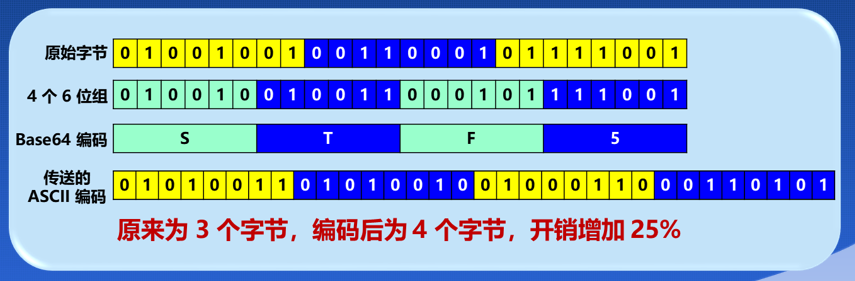 原始字节 0 1 0 0 1 0 0 1 0 0 1 1 0 0 0 1 0 1 1 1 1 0 0 1
4 个 6 位组 0 1 0 0 1 0 0 1 0 0 1 1 0 0 0 1 0 1 1 1 1 0 0 1
Base64 编码 S T F 5
传送的
ASCII 编码 0 1 0 1 0 0 1 1 0 1 0 1 0 0 1 0 0 1 0 0 0 1 1 0 0 0 1 1 0 1 0 1
原来为 3 个字节，编码后为 4 个字节，开销增加 25%